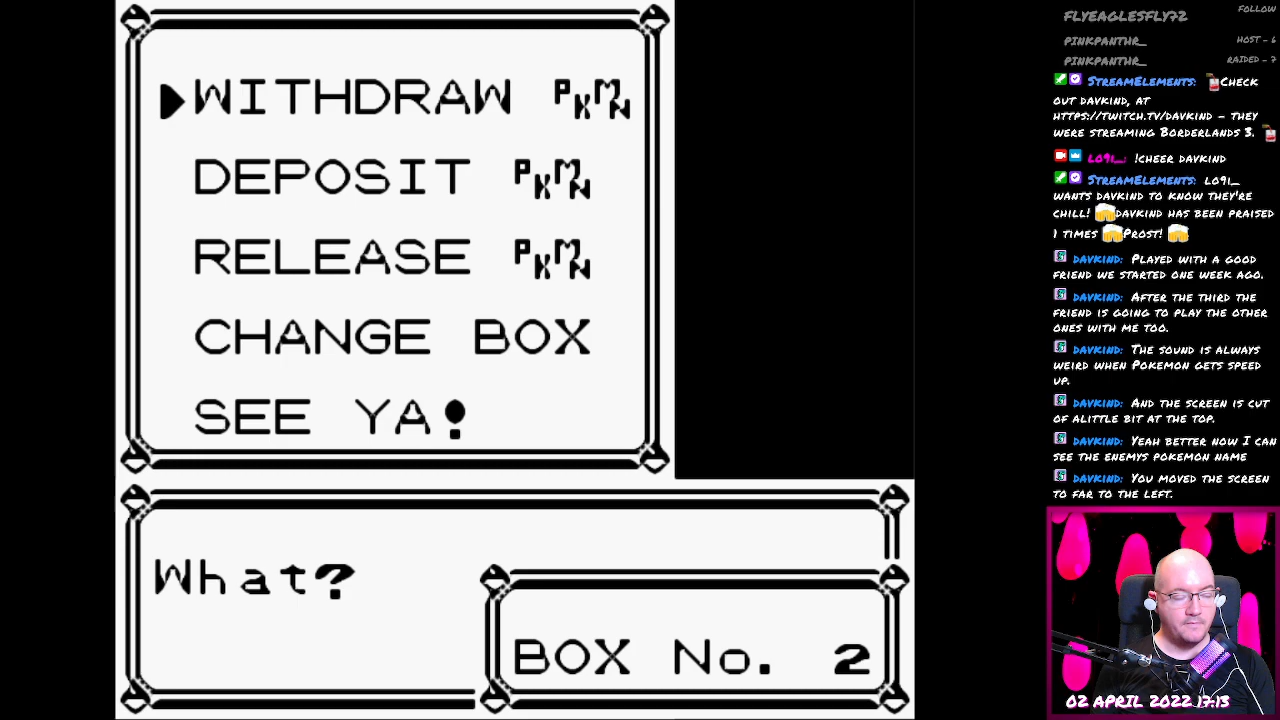 WITHDRAW PKMN
DEPOSIT PKMN
RELEASE PKMN
CHANGE BOX
SEE YA!
What?
BOX No. 2
FOLLOW
FLYEAGLESFLY72
PINKPANTHR_ HOST - 6
PINKPANTHR_ RAIDED - 7
StreamElements: Check
out davkind, at
https://twitch.tv/davkind - they
were streaming Borderlands 3.
lo9i_: !cheer davkind
StreamElements: lo9i_
wants davkind to know they're
chill! davkind has been praised
1 times Prost!
davkind: Played with a good
friend we started one week ago.
davkind: After the third the
friend is going to play the other
ones with me too.
davkind: The sound is always
weird when Pokemon gets speed
up.
davkind: And the screen is cut
of alittle bit at the top.
davkind: Yeah better now I can
see the enemys pokemon name
davkind: You moved the screen
to far to the left.
02 APRIL 2022 17:15